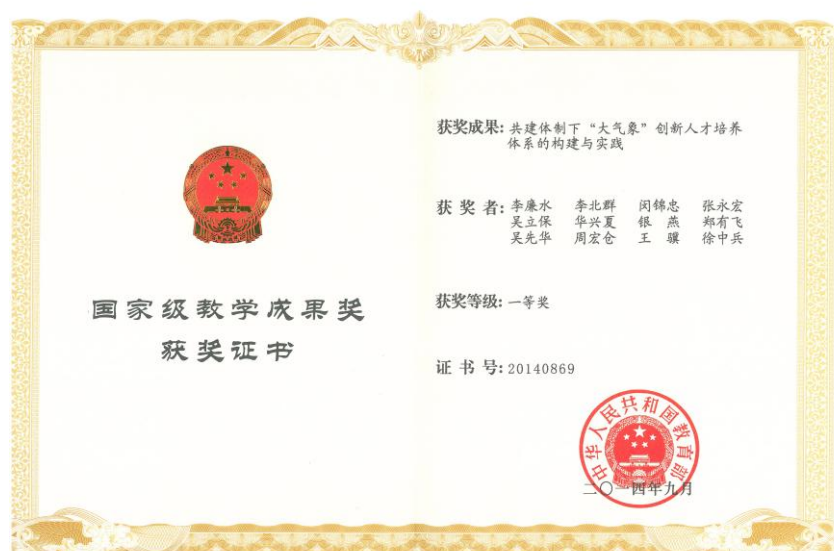 国家级教学成果奖
获奖证书
获奖成果: 共建体制下“大气象”创新人才培养
体系的构建与实践
获 奖 者: 李廉水 李北群 闵锦忠 张永宏
吴立保 华兴夏 银 燕 郑有飞
吴先华 周宏仓 王 骥 徐中兵
获奖等级: 一等奖
证 书 号: 20140869
中华人民共和国教育部
二〇一四年九月